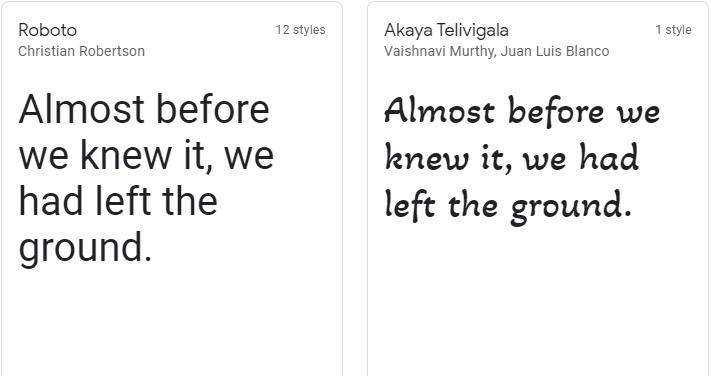 Roboto
12 styles
Christian Robertson
Almost before
we knew it, we
had left the
ground.
Akaya Telivigala
1 style
Vaishnavi Murthy, Juan Luis Blanco
Almost before we
knew it, we had
left the ground.